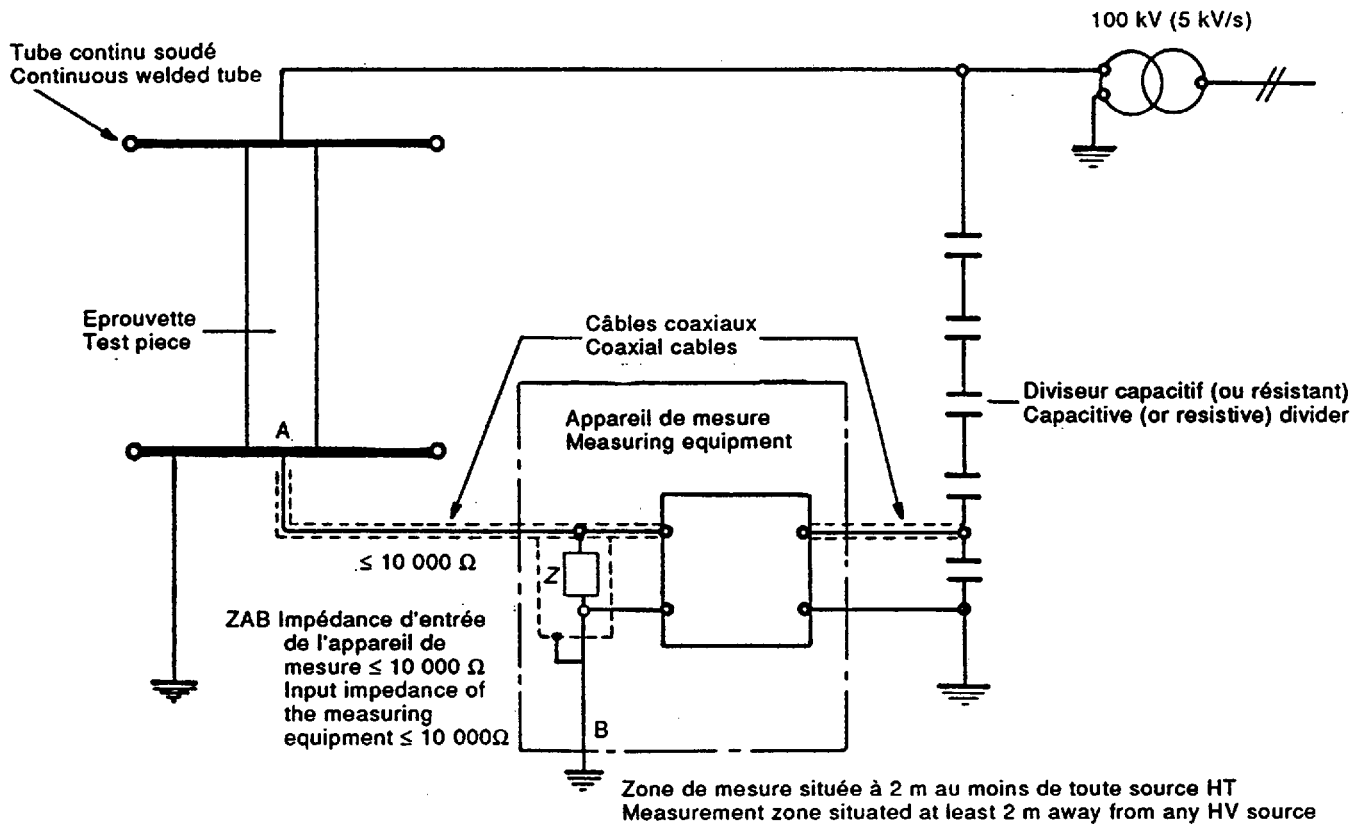 100 kV (5 kV/s)
Tube continu soudé
Continuous welded tube
Eprouvette
Test piece
Câbles coaxiaux
Coaxial cables
Diviseur capacitif (ou résistant)
Capacitive (or resistive) divider
Appareil de mesure
Measuring equipment
A
≤ 10 000 Ω
Z
ZAB Impédance d'entrée
de l'appareil de
mesure ≤ 10 000 Ω
Input impedance of
the measuring
equipment ≤ 10 000Ω
B
Zone de mesure située à 2 m au moins de toute source HT
Measurement zone situated at least 2 m away from any HV source